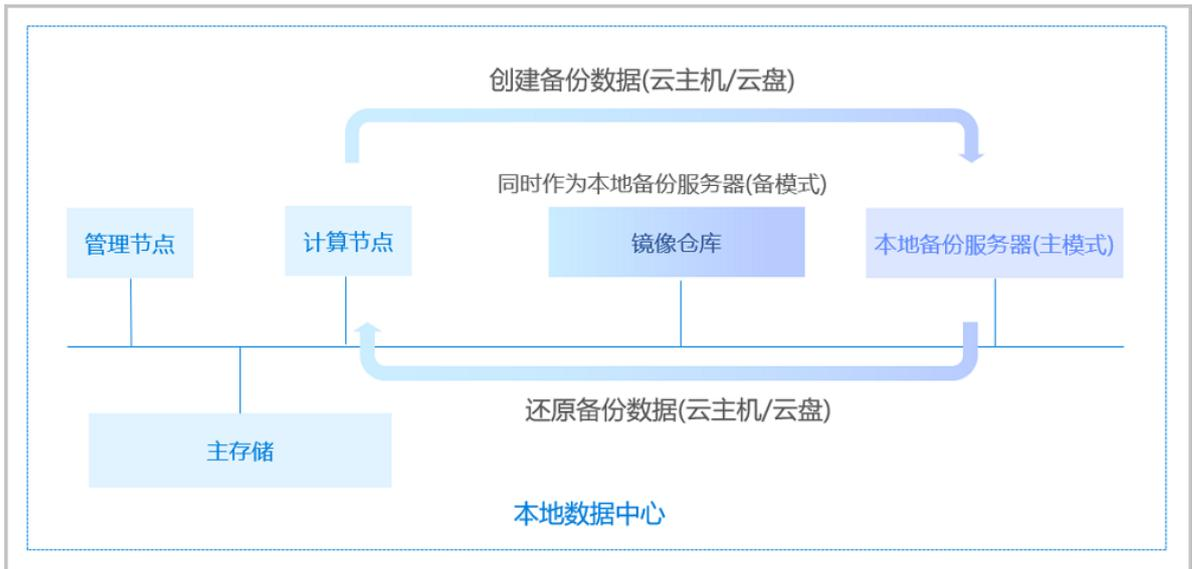 创建备份数据(云主机/云盘)
同时作为本地备份服务器(备模式)
管理节点
计算节点
镜像仓库
本地备份服务器(主模式)
还原备份数据(云主机/云盘)
主存储
本地数据中心